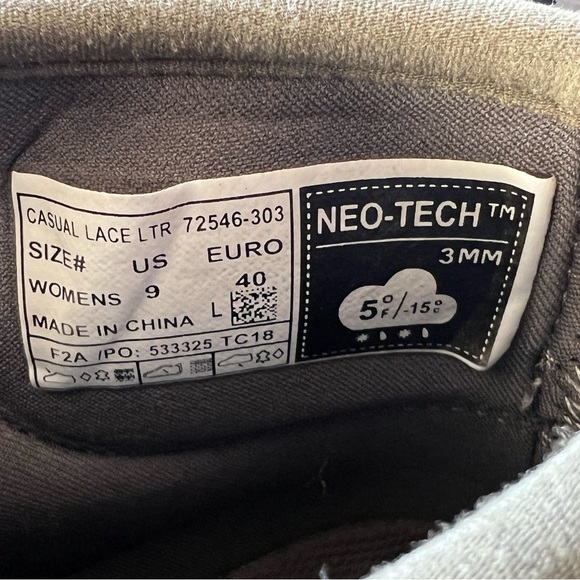 CASUAL LACE LTR 72546-303
SIZE# US EURO
WOMENS 9 40
MADE IN CHINA L
F2A /PO: 533325 TC18
NEO-TECH™
3MM
5°F/-15°C